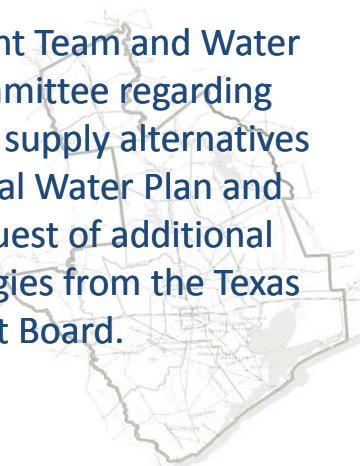 nt Team and Water
mittee regarding
supply alternatives
al Water Plan and
uest of additional
gies from the Texas
t Board.